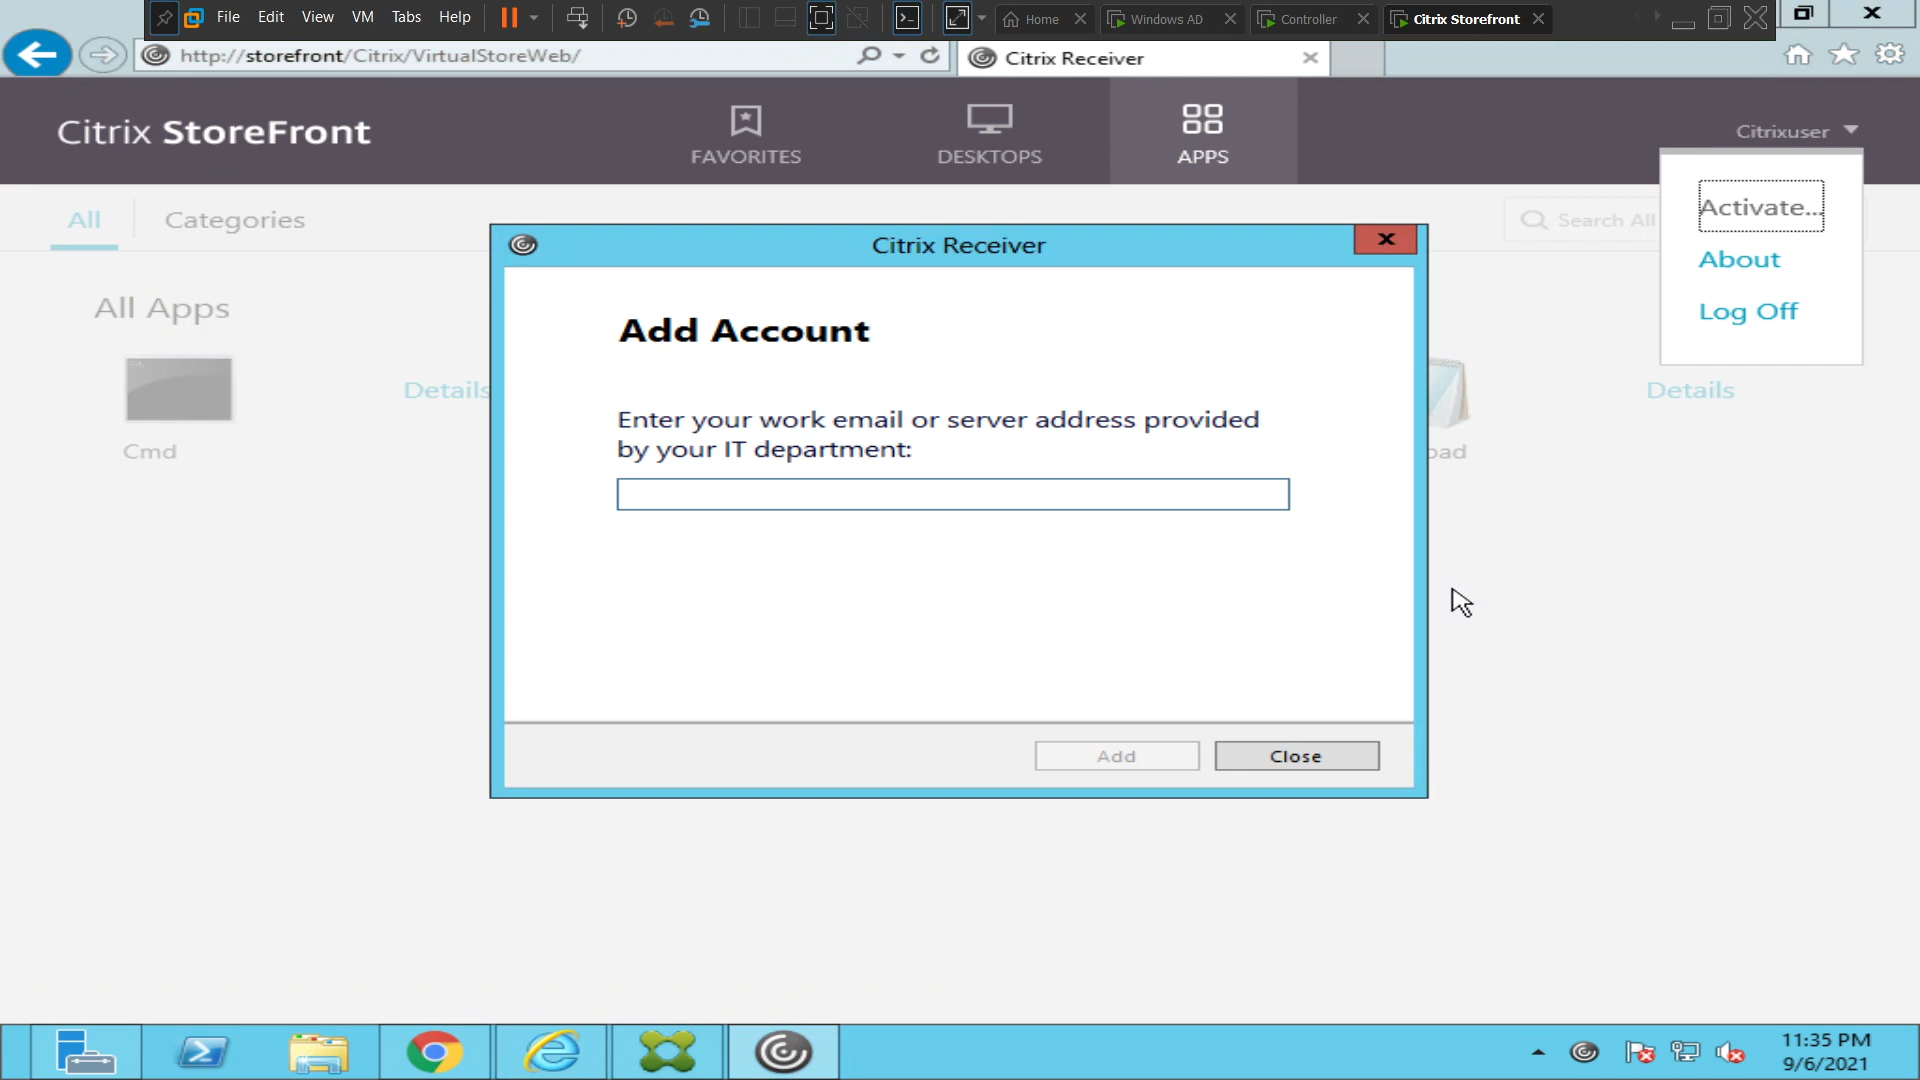 File Edit View VM Tabs Help
Home
Windows AD
Controller
Citrix Storefront
http://storefront/Citrix/VirtualStoreWeb/
Citrix Receiver
Citrix StoreFront
FAVORITES
DESKTOPS
APPS
Citrixuser
Activate...
About
Log Off
All
Categories
Search All
All Apps
Details
Cmd
Details
pad
Citrix Receiver
Add Account
Enter your work email or server address provided
by your IT department:
Add
Close
11:35 PM
9/6/2021